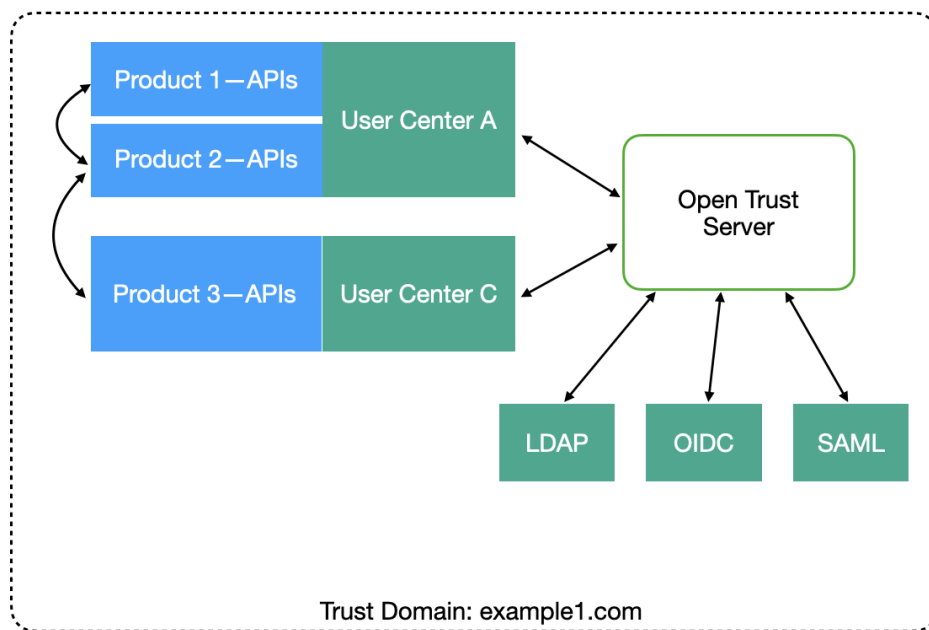 Product 1—APIs
User Center A
Product 2—APIs
Open Trust
Server
Product 3—APIs
User Center C
LDAP
OIDC
SAML
Trust Domain: example1.com